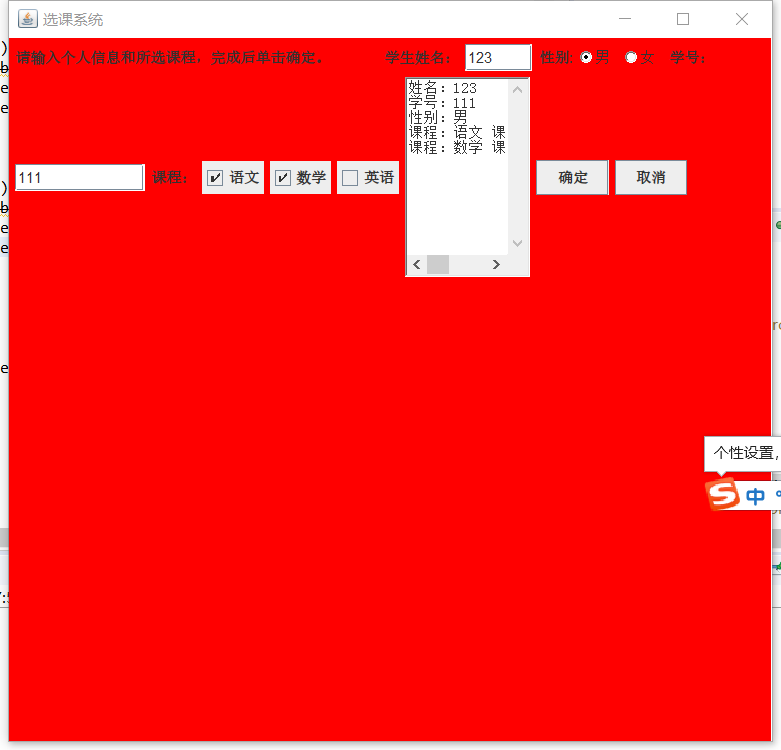 选课系统
请输入个人信息和所选课程，完成后单击确定。 学生姓名： 123 性别: 男 女 学号：
姓名：123
学号：111
性别：男
课程：语文 课
课程：数学 课
111 课程： 语文 数学 英语 确定 取消
个性设置，
中